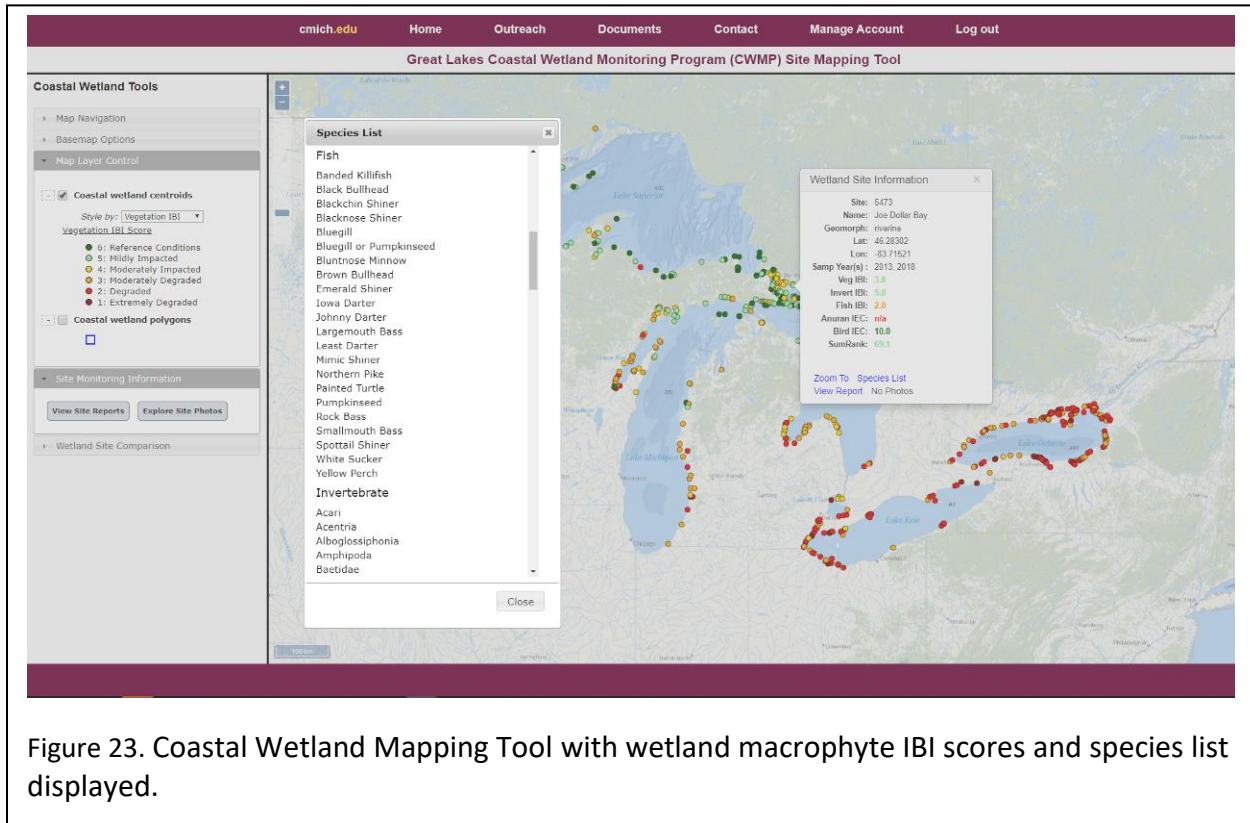 cmich.edu Home Outreach Documents Contact Manage Account Log out
Great Lakes Coastal Wetland Monitoring Program (CWMP) Site Mapping Tool
Coastal Wetland Tools
Map Navigation
Basemap Options
Map Layer Control
Coastal wetland centroids
Style by: Vegetation IBI
Vegetation IBI Score
6: Reference Conditions
5: Mildly Impacted
4: Moderately Impacted
3: Moderately Degraded
2: Degraded
1: Extremely Degraded
Coastal wetland polygons
Site Monitoring Information
View Site Reports Explore Site Photos
Wetland Site Comparison
Species List
Fish
Banded Killifish
Black Bullhead
Blackchin Shiner
Blacknose Shiner
Bluegill
Bluegill or Pumpkinseed
Bluntnose Minnow
Brown Bullhead
Emerald Shiner
Iowa Darter
Johnny Darter
Largemouth Bass
Least Darter
Mimic Shiner
Northern Pike
Painted Turtle
Pumpkinseed
Rock Bass
Smallmouth Bass
Spottail Shiner
White Sucker
Yellow Perch
Invertebrate
Acari
Acentria
Alboglossiphonia
Amphipoda
Baetidae
Close
Lake Superior
Lake Michigan
Chicago
Lake Erie
Lake Ontario
Philadelphia
100 km
Wetland Site Information
Site: 5473
Name: Joe Dollar Bay
Geomorph: riverine
Lat: 46.28302
Lon: -83.71521
Samp Year(s) : 2013, 2018
Veg IBI: 3.8
Invert IBI: 5.0
Fish IBI: 2.0
Anuran IEC: n/a
Bird IEC: 10.0
SumRank: 69.1
Zoom To Species List
View Report No Photos
Figure 23. Coastal Wetland Mapping Tool with wetland macrophyte IBI scores and species list
displayed.